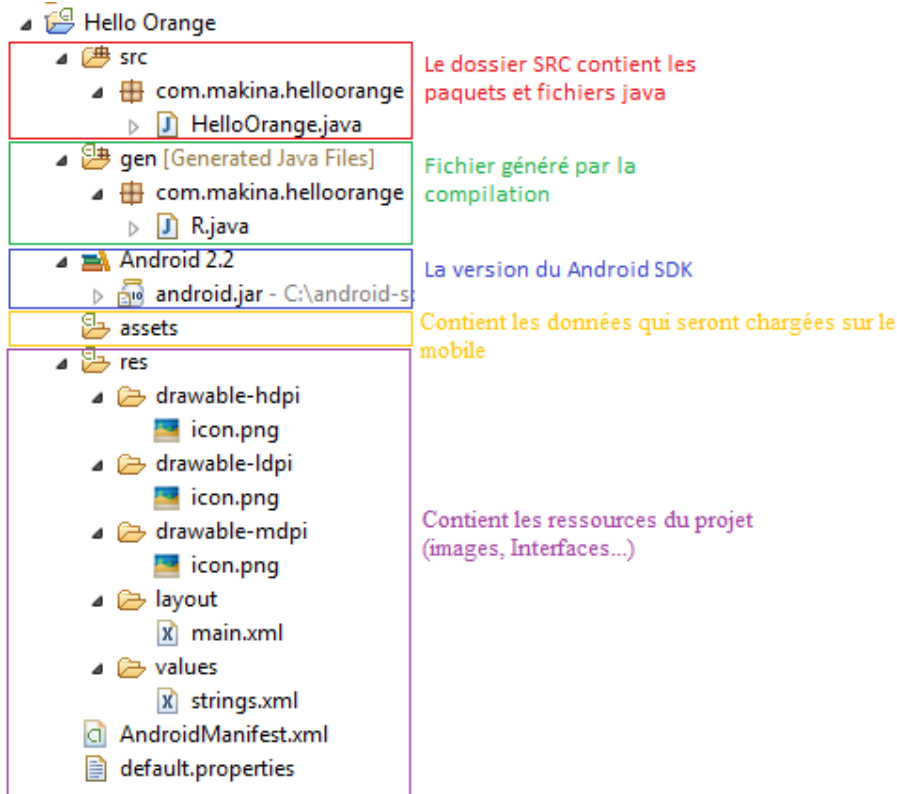 Hello Orange
src
com.makina.helloorange
HelloOrange.java
Le dossier SRC contient les
paquets et fichiers java
gen [Generated Java Files]
com.makina.helloorange
R.java
Fichier généré par la
compilation
Android 2.2
android.jar - C:\android-s
La version du Android SDK
assets
Contient les données qui seront chargées sur le
mobile
res
drawable-hdpi
icon.png
drawable-ldpi
icon.png
drawable-mdpi
icon.png
layout
main.xml
values
strings.xml
AndroidManifest.xml
default.properties
Contient les ressources du projet
(images, Interfaces...)